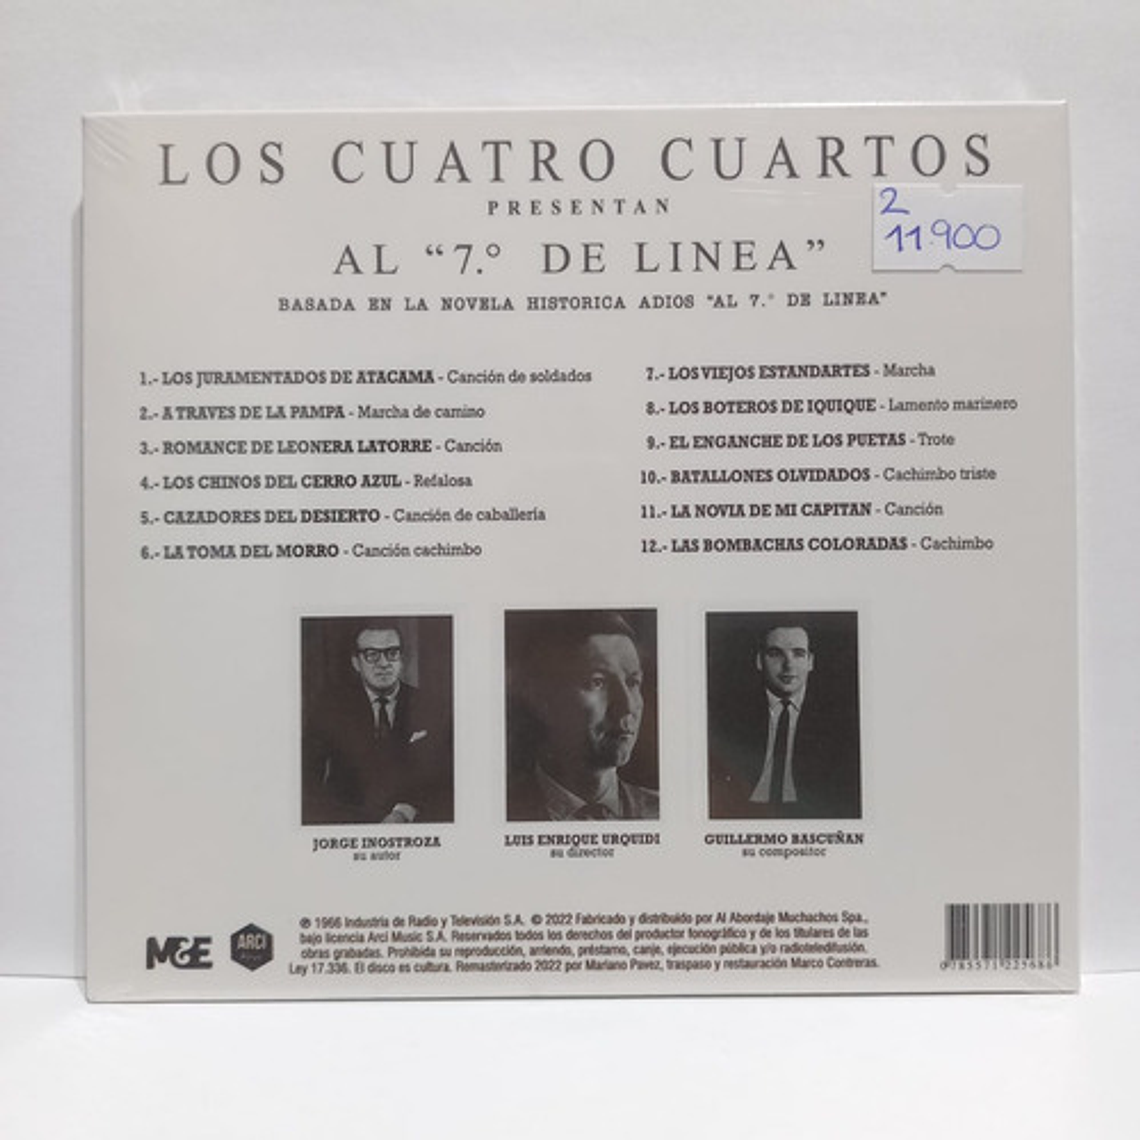 LOS CUATRO CUARTOS
PRESENTAN
2
11.900
AL “7.° DE LINEA”
BASADA EN LA NOVELA HISTORICA ADIOS "AL 7.° DE LINEA"
1.- LOS JURAMENTADOS DE ATACAMA - Canción de soldados
2.- A TRAVES DE LA PAMPA - Marcha de camino
3.- ROMANCE DE LEONERA LATORRE - Canción
4.- LOS CHINOS DEL CERRO AZUL - Refalosa
5.- CAZADORES DEL DESIERTO - Canción de caballería
6.- LA TOMA DEL MORRO - Canción cachimbo
7.- LOS VIEJOS ESTANDARTES - Marcha
8.- LOS BOTEROS DE IQUIQUE - Lamento marinero
9.- EL ENGANCHE DE LOS PUETAS - Trote
10.- BATALLONES OLVIDADOS - Cachimbo triste
11.- LA NOVIA DE MI CAPITAN - Canción
12.- LAS BOMBACHAS COLORADAS - Cachimbo
JORGE INOSTROZA
su autor
LUIS ENRIQUE URQUIDI
su director
GUILLERMO BASCUÑAN
su compositor
M&E
ARCI
℗ 1966 Industria de Radio y Televisión S.A. © 2022 Fabricado y distribuido por Al Abordaje Muchachos Spa.,
bajo licencia Arci Music S.A. Reservados todos los derechos del productor fonográfico y de los titulares de las
obras grabadas. Prohibida su reproducción, arriendo, préstamo, canje, ejecución pública y/o radioteledifusión.
Ley 17.336. El disco es cultura. Remasterizado 2022 por Mariano Pavez, traspaso y restauración Marco Contreras.